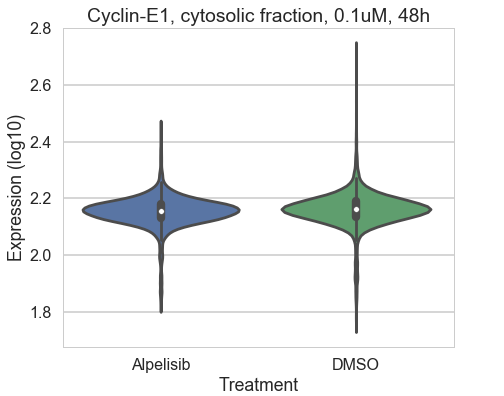 Cyclin-E1, cytosolic fraction, 0.1uM, 48h
2.8
2.6
2.4
2.2
2.0
1.8
Expression (log10)
Alpelisib
DMSO
Treatment